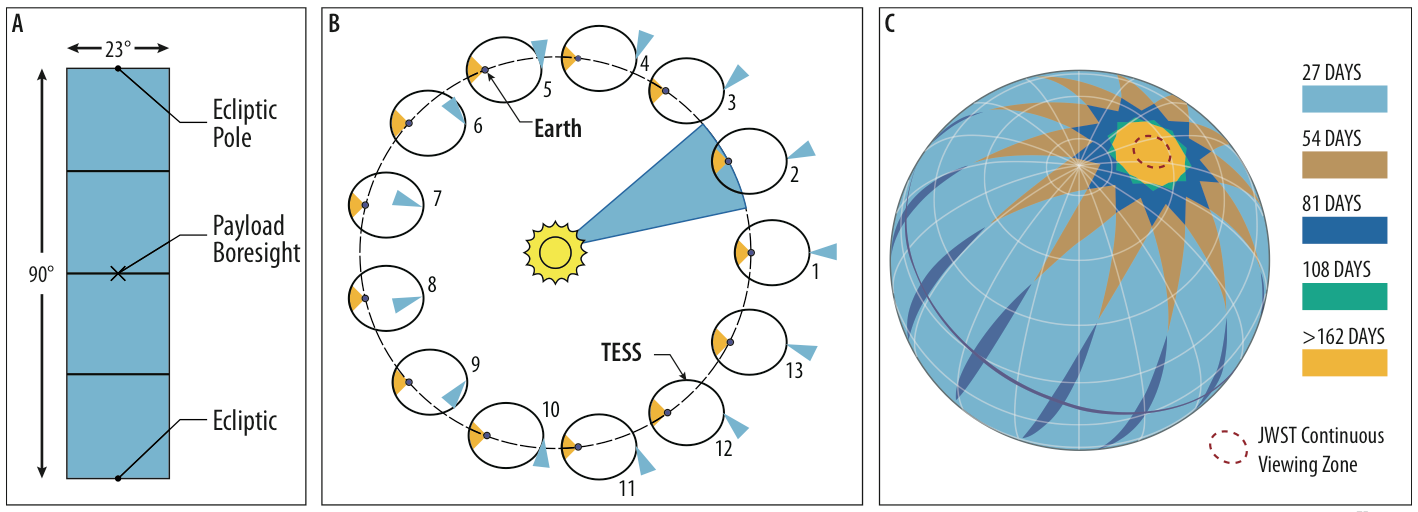 A
23°
Ecliptic
Pole
Payload
Boresight
90°
Ecliptic
B
4
5
3
Earth
6
2
7
1
8
TESS
13
9
10
12
11
C
27 DAYS
54 DAYS
81 DAYS
108 DAYS
>162 DAYS
JWST Continuous
Viewing Zone